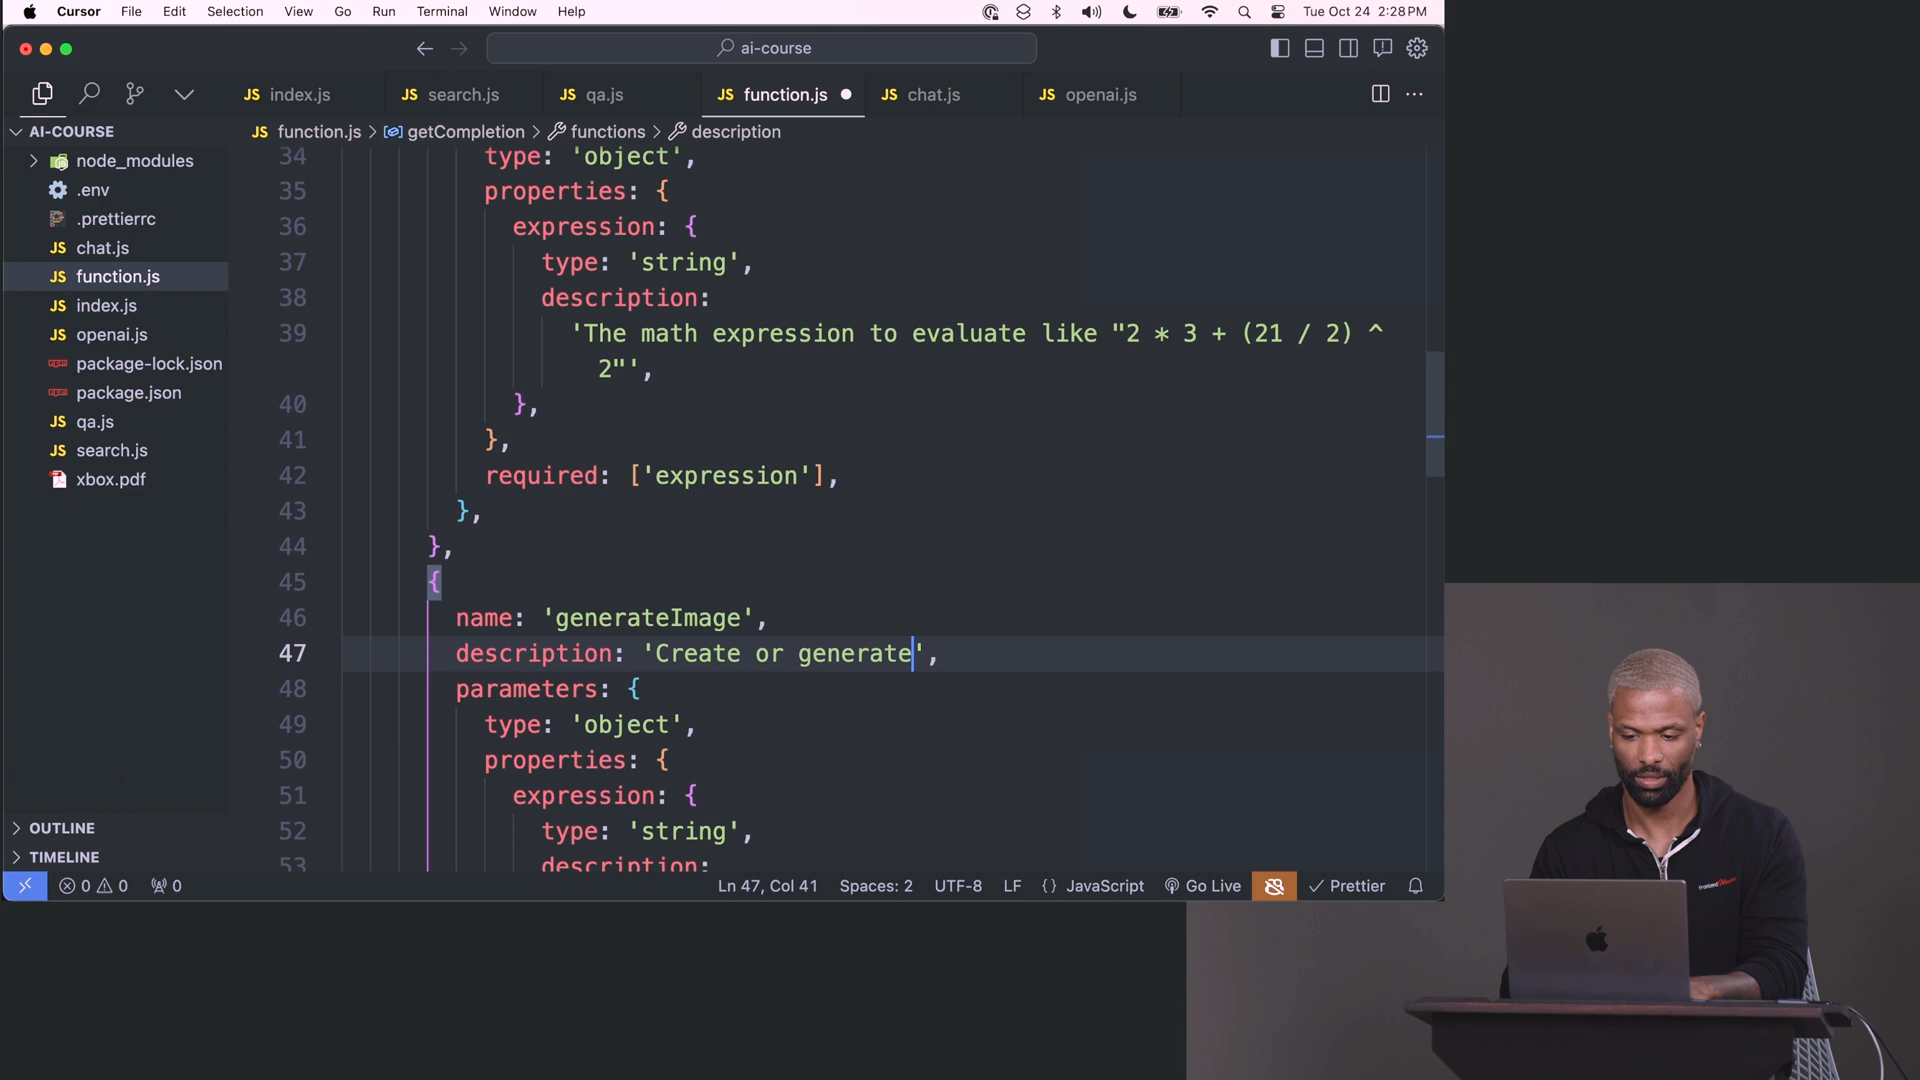 Cursor File Edit Selection View Go Run Terminal Window Help Tue Oct 24 2:28 PM
ai-course
JS index.js JS search.js JS qa.js JS function.js JS chat.js JS openai.js
AI-COURSE
JS function.js > getCompletion > functions > description
node_modules
.env
.prettierrc
JS chat.js
JS function.js
JS index.js
JS openai.js
package-lock.json
package.json
JS qa.js
JS search.js
xbox.pdf
OUTLINE
TIMELINE
34 type: 'object',
35 properties: {
36 expression: {
37 type: 'string',
38 description:
39 'The math expression to evaluate like "2 * 3 + (21 / 2) ^
2"',
40 },
41 },
42 required: ['expression'],
43 },
44 },
45 {
46 name: 'generateImage',
47 description: 'Create or generate',
48 parameters: {
49 type: 'object',
50 properties: {
51 expression: {
52 type: 'string',
53 description:
0 0 0 Ln 47, Col 41 Spaces: 2 UTF-8 LF {} JavaScript Go Live Prettier